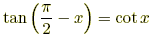 tan(π/2 − x) = cot x